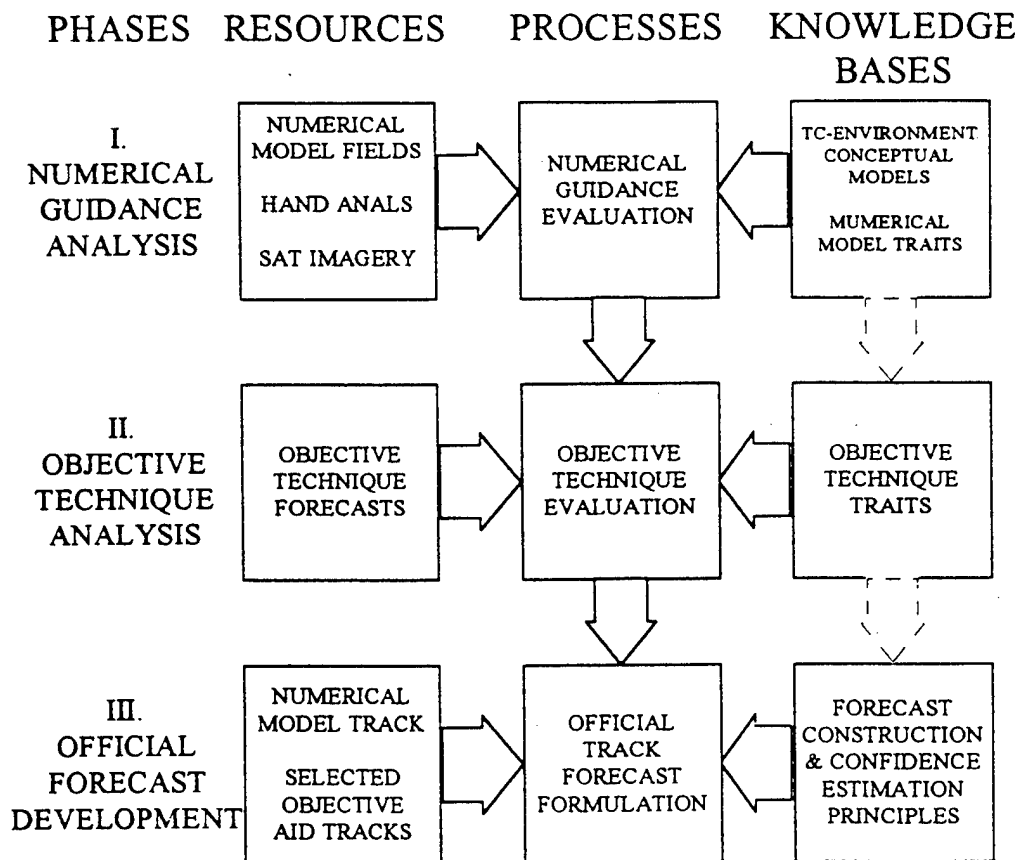 PHASES RESOURCES PROCESSES KNOWLEDGE
BASES
I.
NUMERICAL
GUIDANCE
ANALYSIS
NUMERICAL
MODEL FIELDS
HAND ANALS
SAT IMAGERY
NUMERICAL
GUIDANCE
EVALUATION
TC-ENVIRONMENT
CONCEPTUAL
MODELS
MUMERICAL
MODEL TRAITS
II.
OBJECTIVE
TECHNIQUE
ANALYSIS
OBJECTIVE
TECHNIQUE
FORECASTS
OBJECTIVE
TECHNIQUE
EVALUATION
OBJECTIVE
TECHNIQUE
TRAITS
III.
OFFICIAL
FORECAST
DEVELOPMENT
NUMERICAL
MODEL TRACK
SELECTED
OBJECTIVE
AID TRACKS
OFFICIAL
TRACK
FORECAST
FORMULATION
FORECAST
CONSTRUCTION
& CONFIDENCE
ESTIMATION
PRINCIPLES